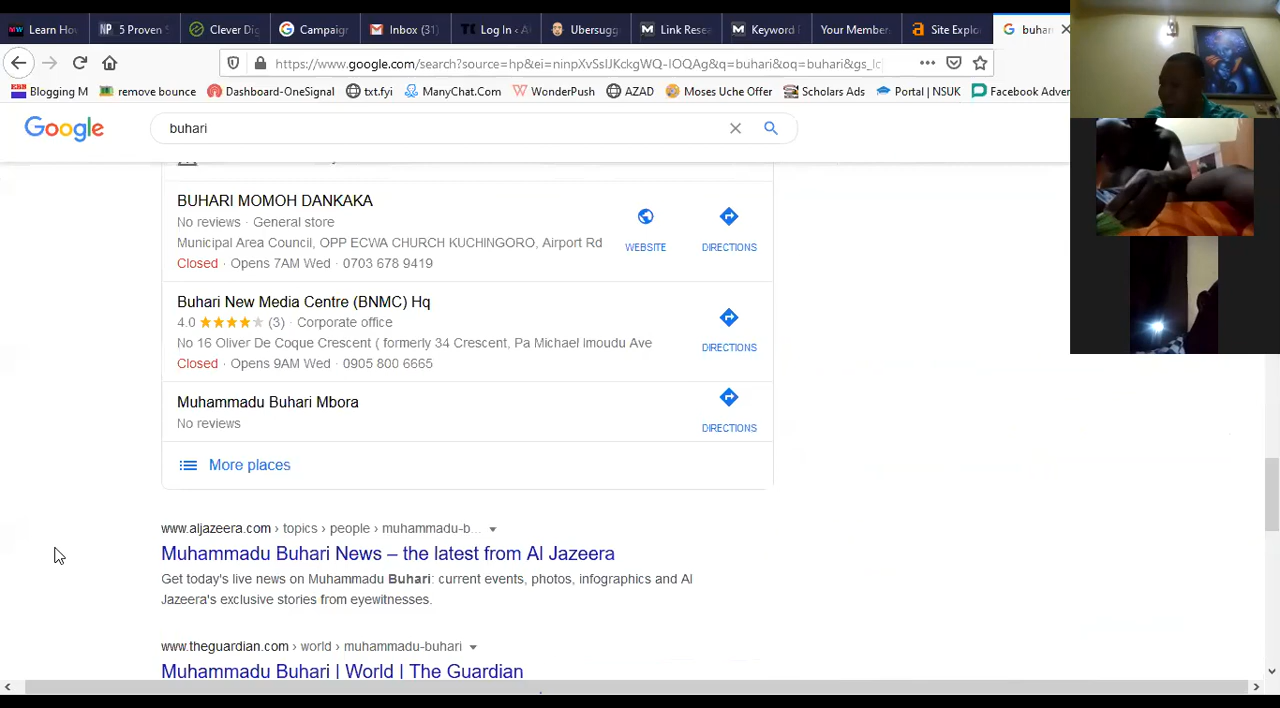 Learn Ho
5 Proven
Clever Di
Campaig
Inbox (31)
Log In ‹ A
Ubersugg
Link Rese
Keyword
Your Membe
Site Explo
buhar
https://www.google.com/search?source=hp&ei=ninpXvSsIJKckgWQ-IOQAg&q=buhari&oq=buhari&gs_lc
Blogging M
remove bounce
Dashboard-OneSignal
txt.fyi
ManyChat.Com
WonderPush
AZAD
Moses Uche Offer
Scholars Ads
Portal | NSUK
Facebook Adver
Google
buhari
BUHARI MOMOH DANKAKA
No reviews · General store
Municipal Area Council, OPP ECWA CHURCH KUCHINGORO, Airport Rd
Closed · Opens 7AM Wed · 0703 678 9419
WEBSITE
DIRECTIONS
Buhari New Media Centre (BNMC) Hq
4.0 (3) · Corporate office
No 16 Oliver De Coque Crescent ( formerly 34 Crescent, Pa Michael imoudu Ave
Closed · Opens 9AM Wed · 0905 800 6665
DIRECTIONS
Muhammadu Buhari Mbora
No reviews
DIRECTIONS
More places
www.aljazeera.com › topics › people › muhammadu-b...
Muhammadu Buhari News – the latest from Al Jazeera
Get today's live news on Muhammadu Buhari: current events, photos, infographics and Al
Jazeera's exclusive stories from eyewitnesses.
www.theguardian.com › world › muhammadu-buhari
Muhammadu Buhari | World | The Guardian